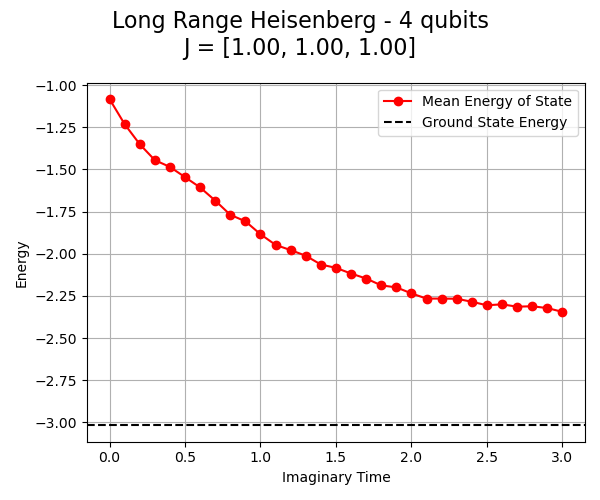 Long Range Heisenberg - 4 qubits
J = [1.00, 1.00, 1.00]
Mean Energy of State
Ground State Energy
Energy
−1.00
−1.25
−1.50
−1.75
−2.00
−2.25
−2.50
−2.75
−3.00
0.0 0.5 1.0 1.5 2.0 2.5 3.0
Imaginary Time